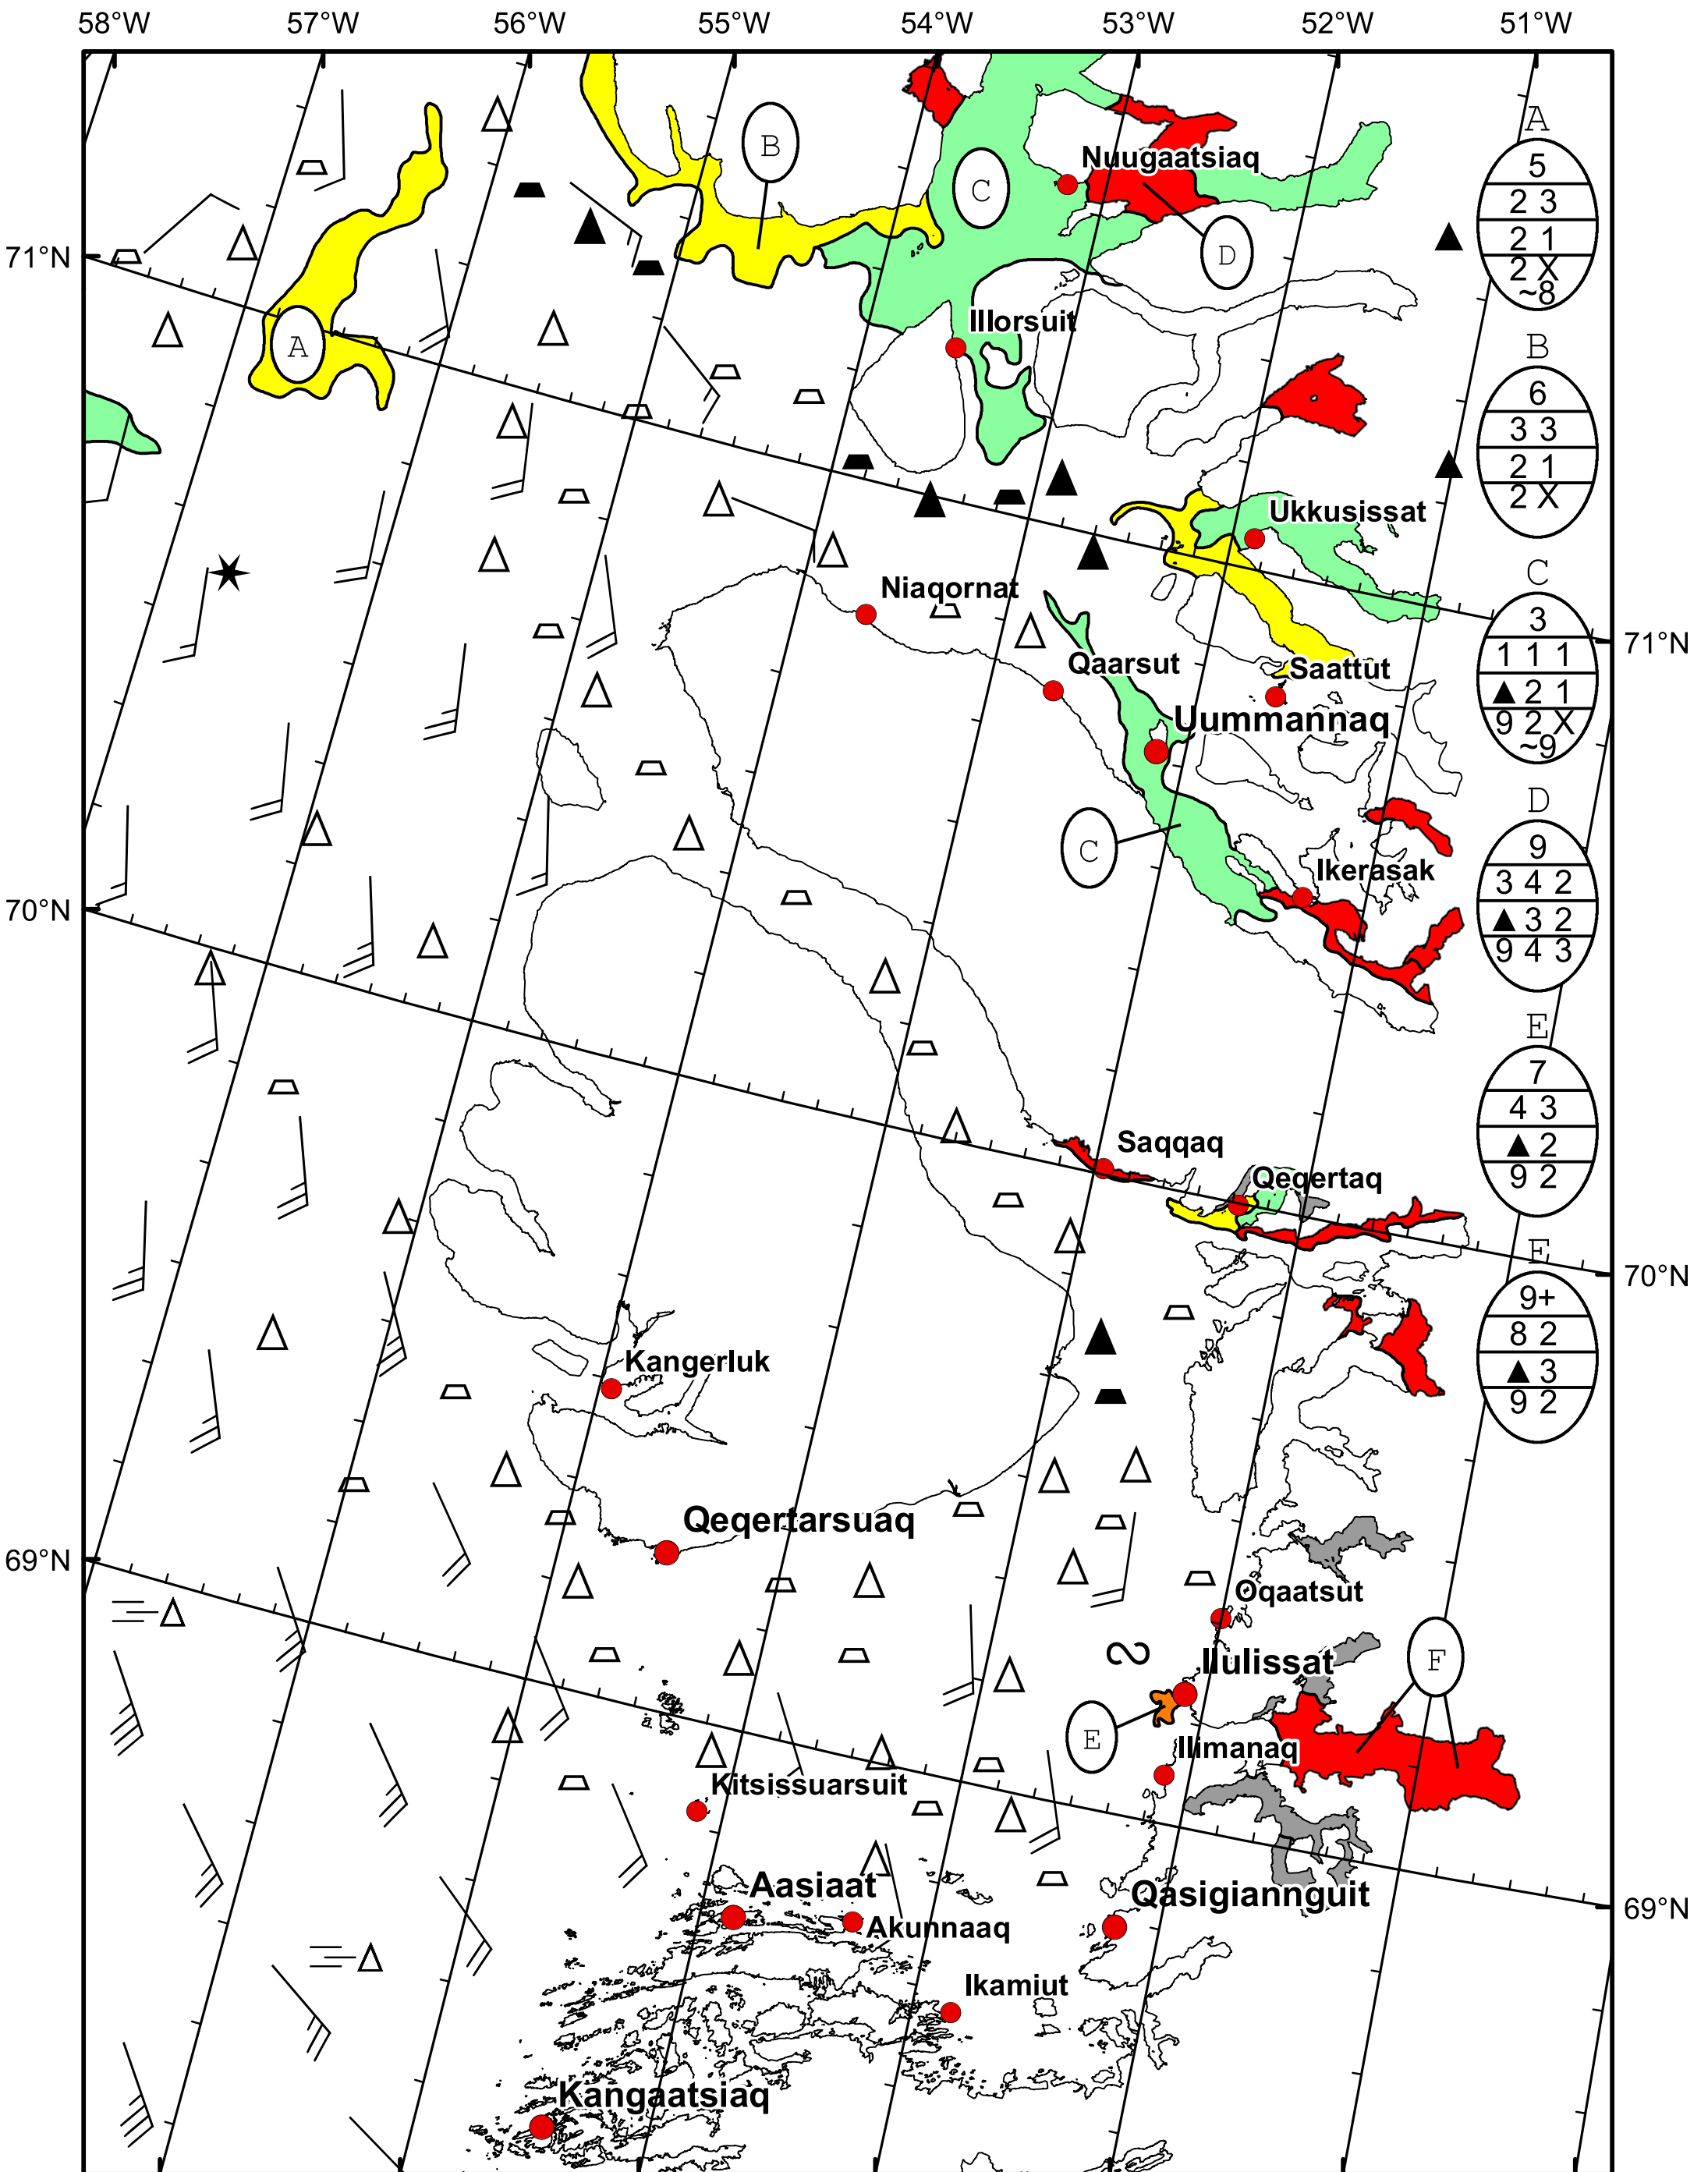 58°W 57°W 56°W 55°W 54°W 53°W 52°W 51°W
A
5
2 3
2 1
2 X
~8
B
C
Nuugaatsiaq
D
71°N
Illorsuit
A
B
6
3 3
2 1
2 X
Ukkusissat
C
3
1 1 1
▲ 2 1
9 2 X
~9
Niaqornat
71°N
Qaarsut
Saattut
Uummannaq
C
D
9
3 4 2
▲ 3 2
9 4 3
Ikerasak
70°N
E
7
4 3
▲ 2
9 2
Saqqaq
Qeqertaq
70°N
F
9+
8 2
▲ 3
9 2
Kangerluk
Qeqertarsuaq
69°N
Oqaatsut
Ilulissat
F
E
Ilimanaq
Kitsissuarsuit
Aasiaat
Qasigiannguit
69°N
Akunnaaq
Ikamiut
Kangaatsiaq